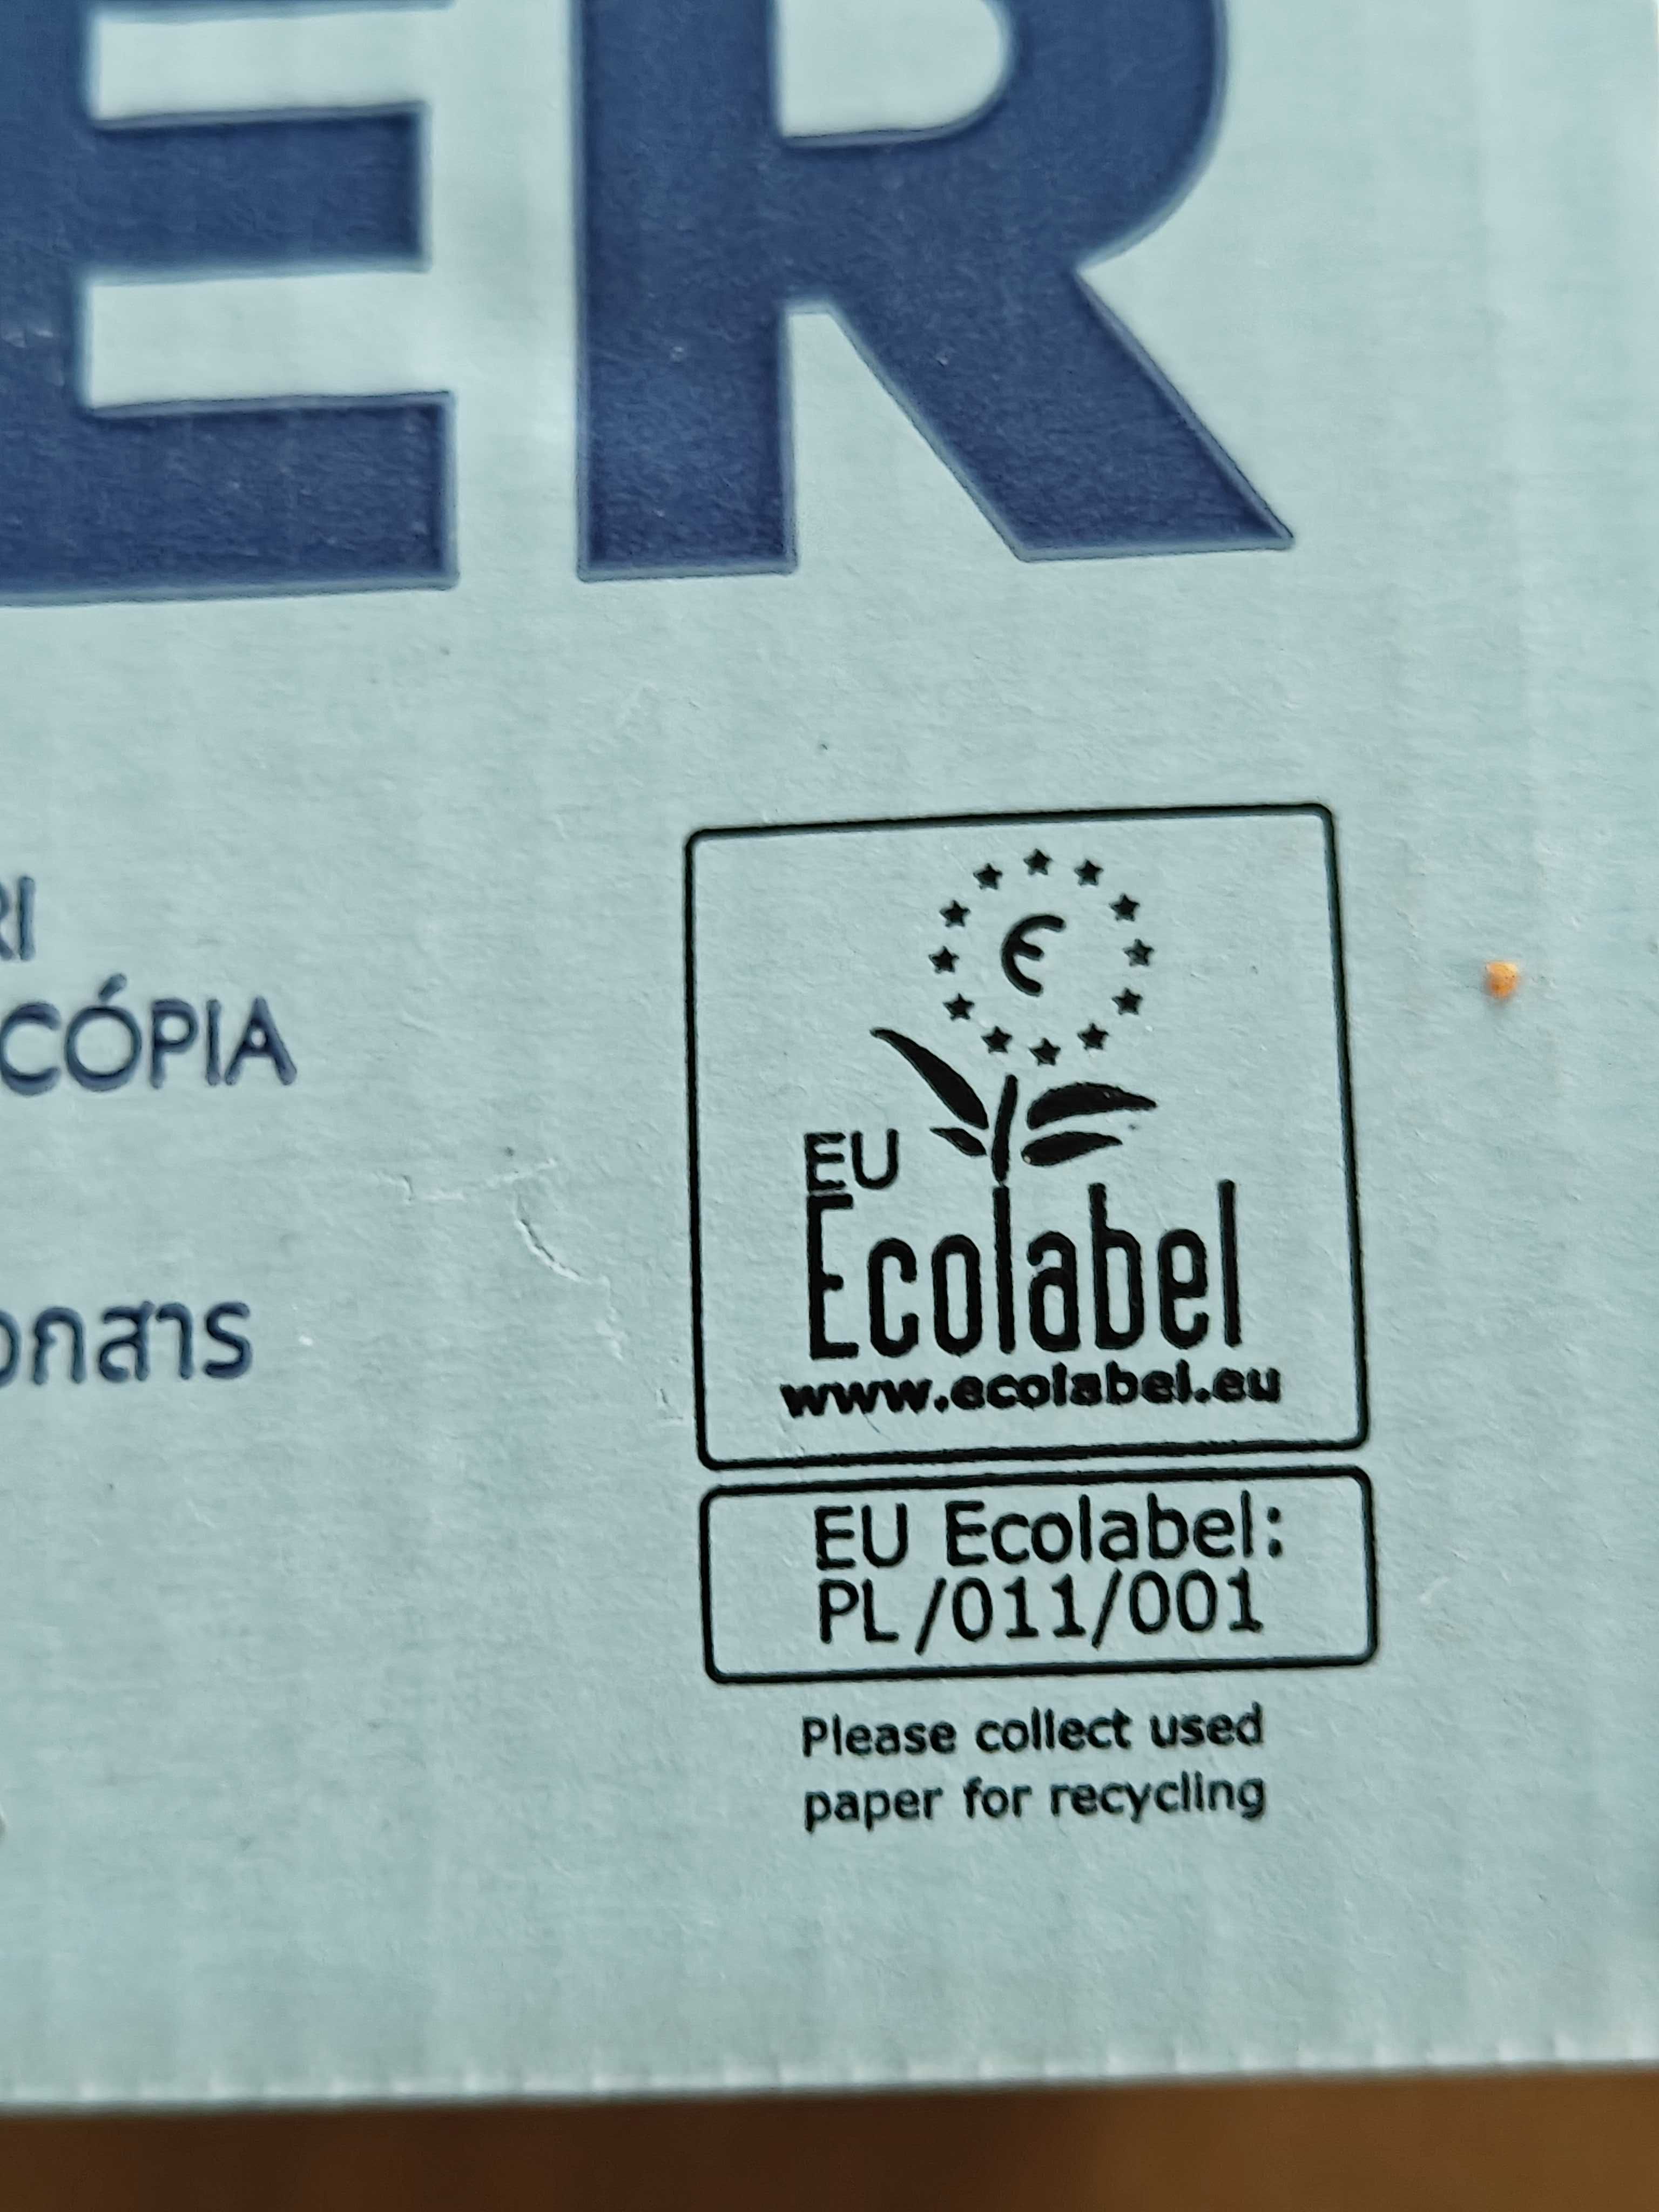 ER
RI
CÓPIA
อกสาร
EU
Ecolabel
www.ecolabel.eu
EU Ecolabel:
PL/011/001
Please collect used
paper for recycling